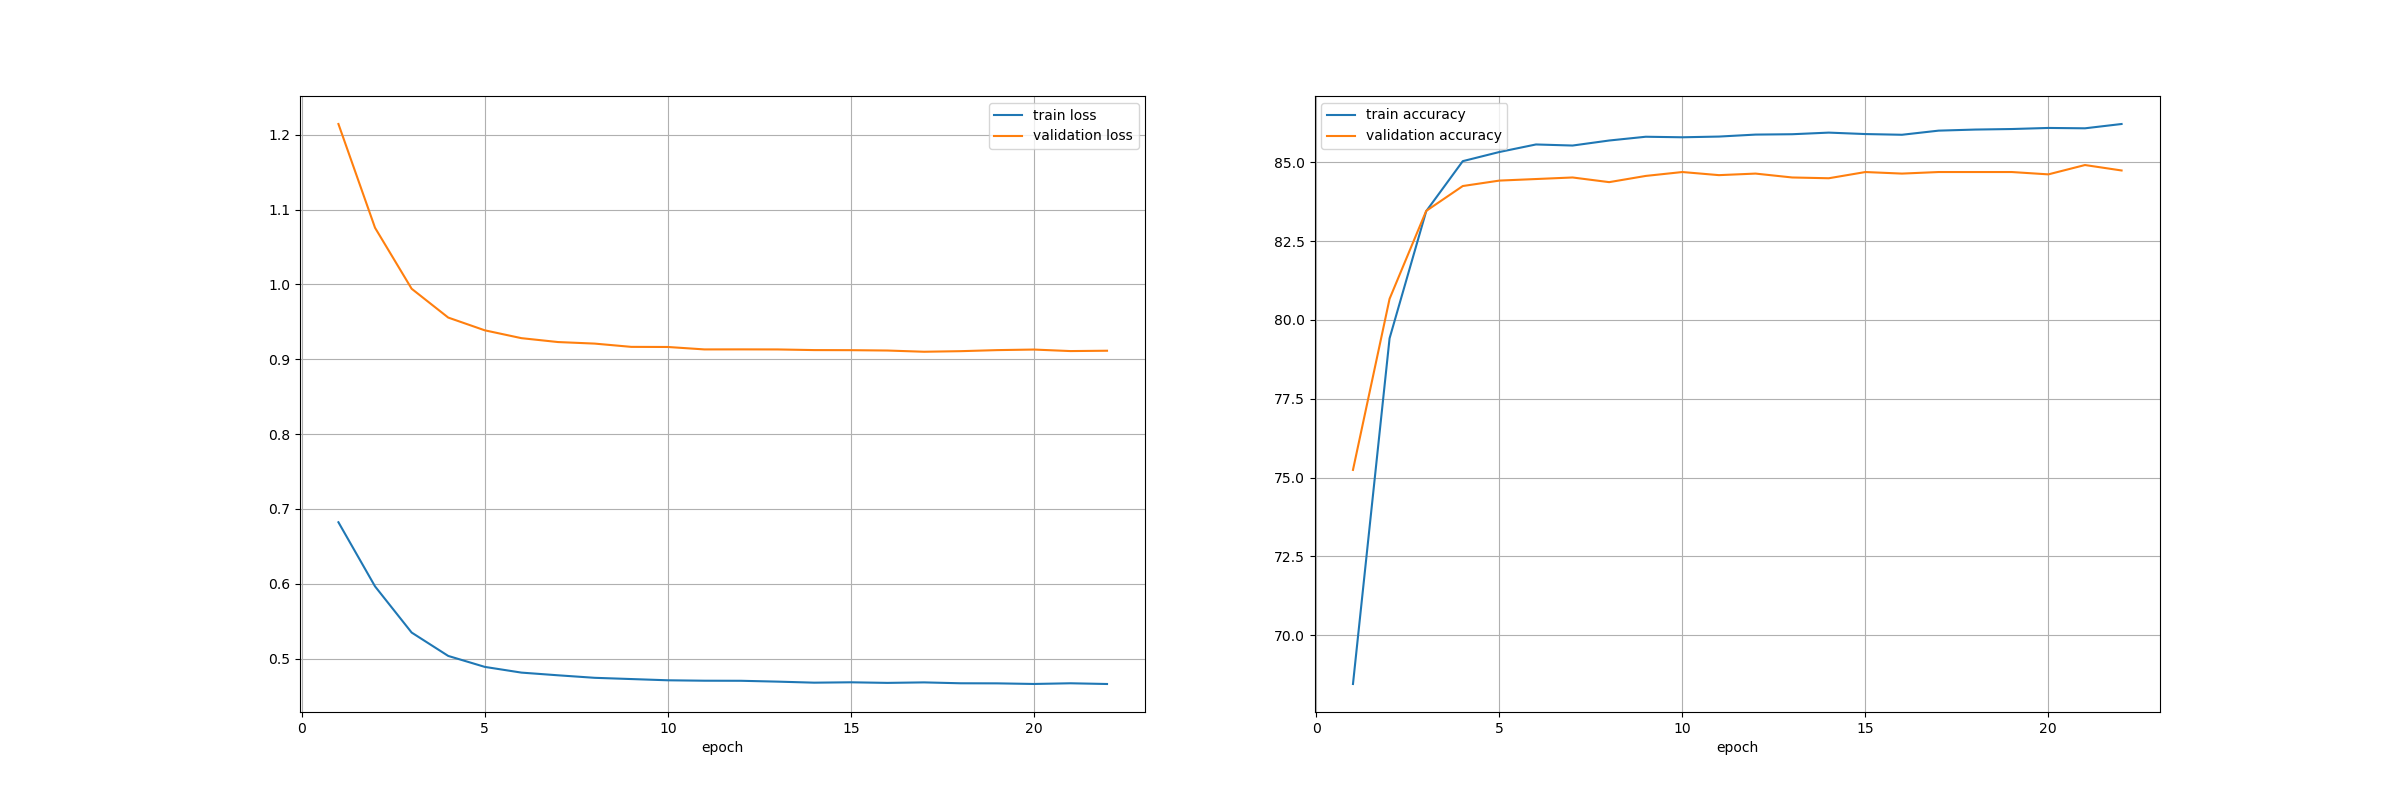 train loss
validation loss
1.2
1.1
1.0
0.9
0.8
0.7
0.6
0.5
0 5 10 15 20
epoch
train accuracy
validation accuracy
85.0
82.5
80.0
77.5
75.0
72.5
70.0
0 5 10 15 20
epoch